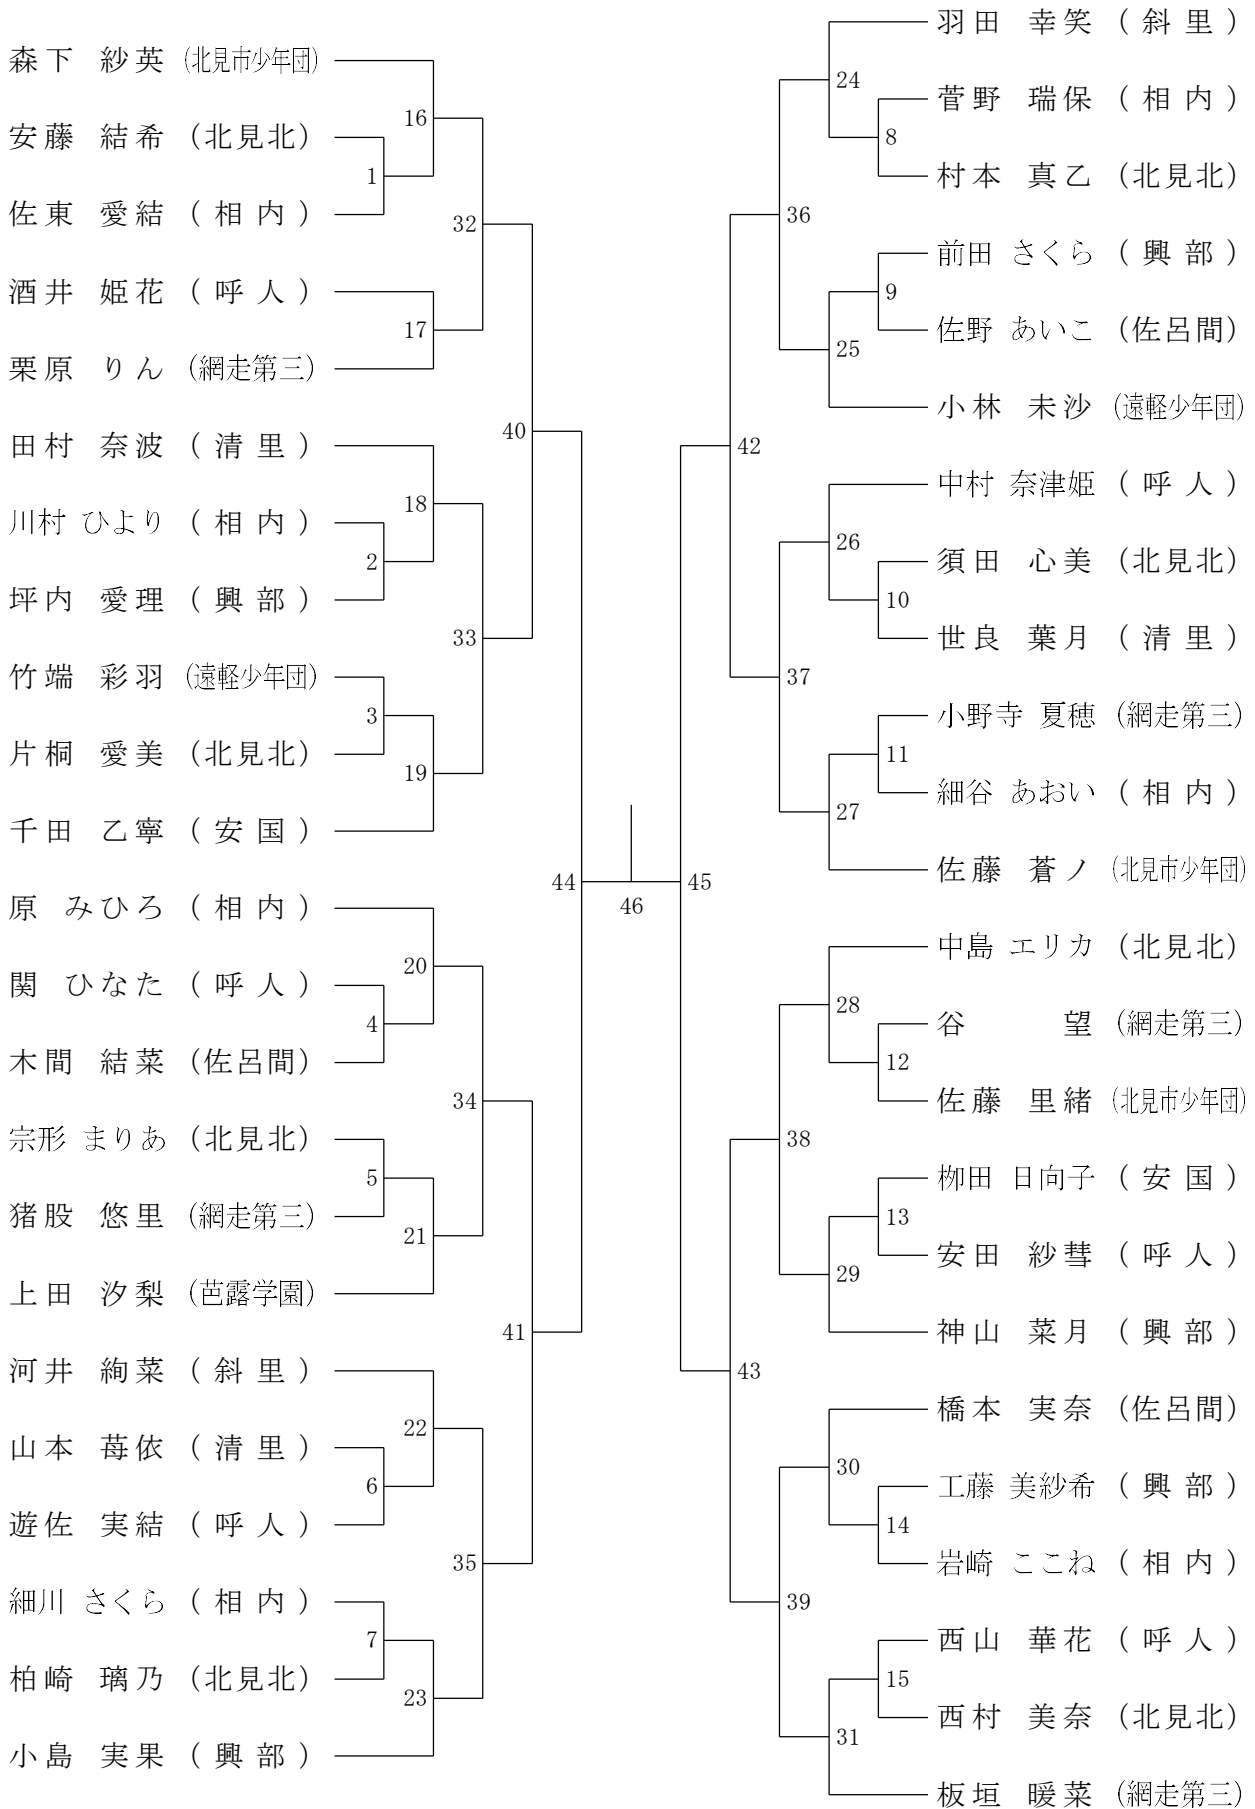 森下 紗英 (北見市少年団)
16
安藤 結希 (北見北)
1
佐東 愛結 (相内)
32
酒井 姫花 (呼人)
17
栗原 りん (網走第三)
40
田村 奈波 (清里)
18
川村 ひより (相内)
2
坪内 愛理 (興部)
33
竹端 彩羽 (遠軽少年団)
3
片桐 愛美 (北見北)
19
千田 乙寧 (安国)
44
原 みひろ (相内)
20
関 ひなた (呼人)
4
木間 結菜 (佐呂間)
34
宗形 まりあ (北見北)
5
猪股 悠里 (網走第三)
21
上田 汐梨 (芭露学園)
41
河井 絢菜 (斜里)
22
山本 苺依 (清里)
6
遊佐 実結 (呼人)
35
細川 さくら (相内)
7
柏崎 璃乃 (北見北)
23
小島 実果 (興部)
46
羽田 幸笑 (斜里)
24
菅野 瑞保 (相内)
8
村本 真乙 (北見北)
36
前田 さくら (興部)
9
佐野 あいこ (佐呂間)
25
小林 未沙 (遠軽少年団)
42
中村 奈津姫 (呼人)
26
須田 心美 (北見北)
10
世良 葉月 (清里)
37
小野寺 夏穂 (網走第三)
11
細谷 あおい (相内)
27
佐藤 蒼ノ (北見市少年団)
45
中島 エリカ (北見北)
28
谷 望 (網走第三)
12
佐藤 里緒 (北見市少年団)
38
栁田 日向子 (安国)
13
安田 紗彗 (呼人)
29
神山 菜月 (興部)
43
橋本 実奈 (佐呂間)
30
工藤 美紗希 (興部)
14
岩崎 ここね (相内)
39
西山 華花 (呼人)
15
西村 美奈 (北見北)
31
板垣 暖菜 (網走第三)